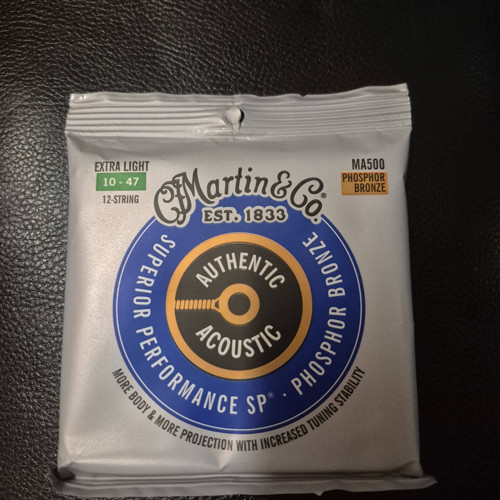 EXTRA LIGHT
10 - 47
12-STRING
MA500
PHOSPHOR
BRONZE
C.F. Martin & Co.
EST. 1833
AUTHENTIC
ACOUSTIC
SUPERIOR PERFORMANCE SP® · PHOSPHOR BRONZE
MORE BODY & MORE PROJECTION WITH INCREASED TUNING STABILITY